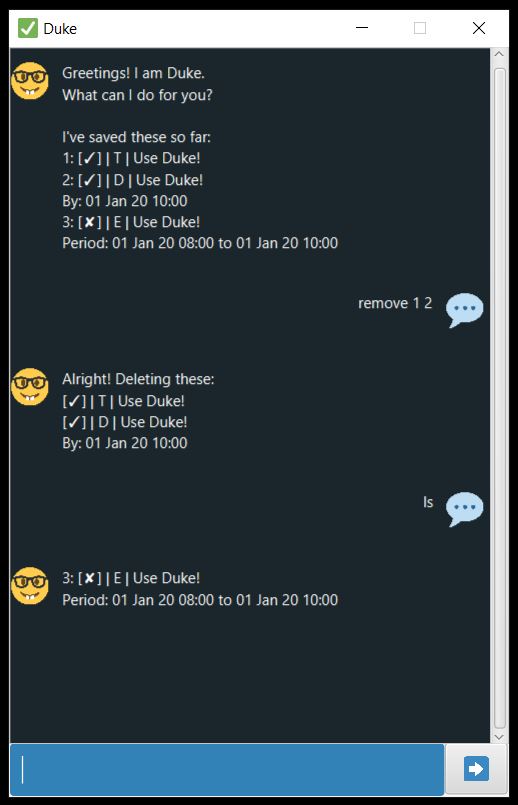 Duke
Greetings! I am Duke.
What can I do for you?
I've saved these so far:
1: [✓] | T | Use Duke!
2: [✓] | D | Use Duke!
By: 01 Jan 20 10:00
3: [✘] | E | Use Duke!
Period: 01 Jan 20 08:00 to 01 Jan 20 10:00
remove 1 2
Alright! Deleting these:
[✓] | T | Use Duke!
[✓] | D | Use Duke!
By: 01 Jan 20 10:00
ls
3: [✘] | E | Use Duke!
Period: 01 Jan 20 08:00 to 01 Jan 20 10:00